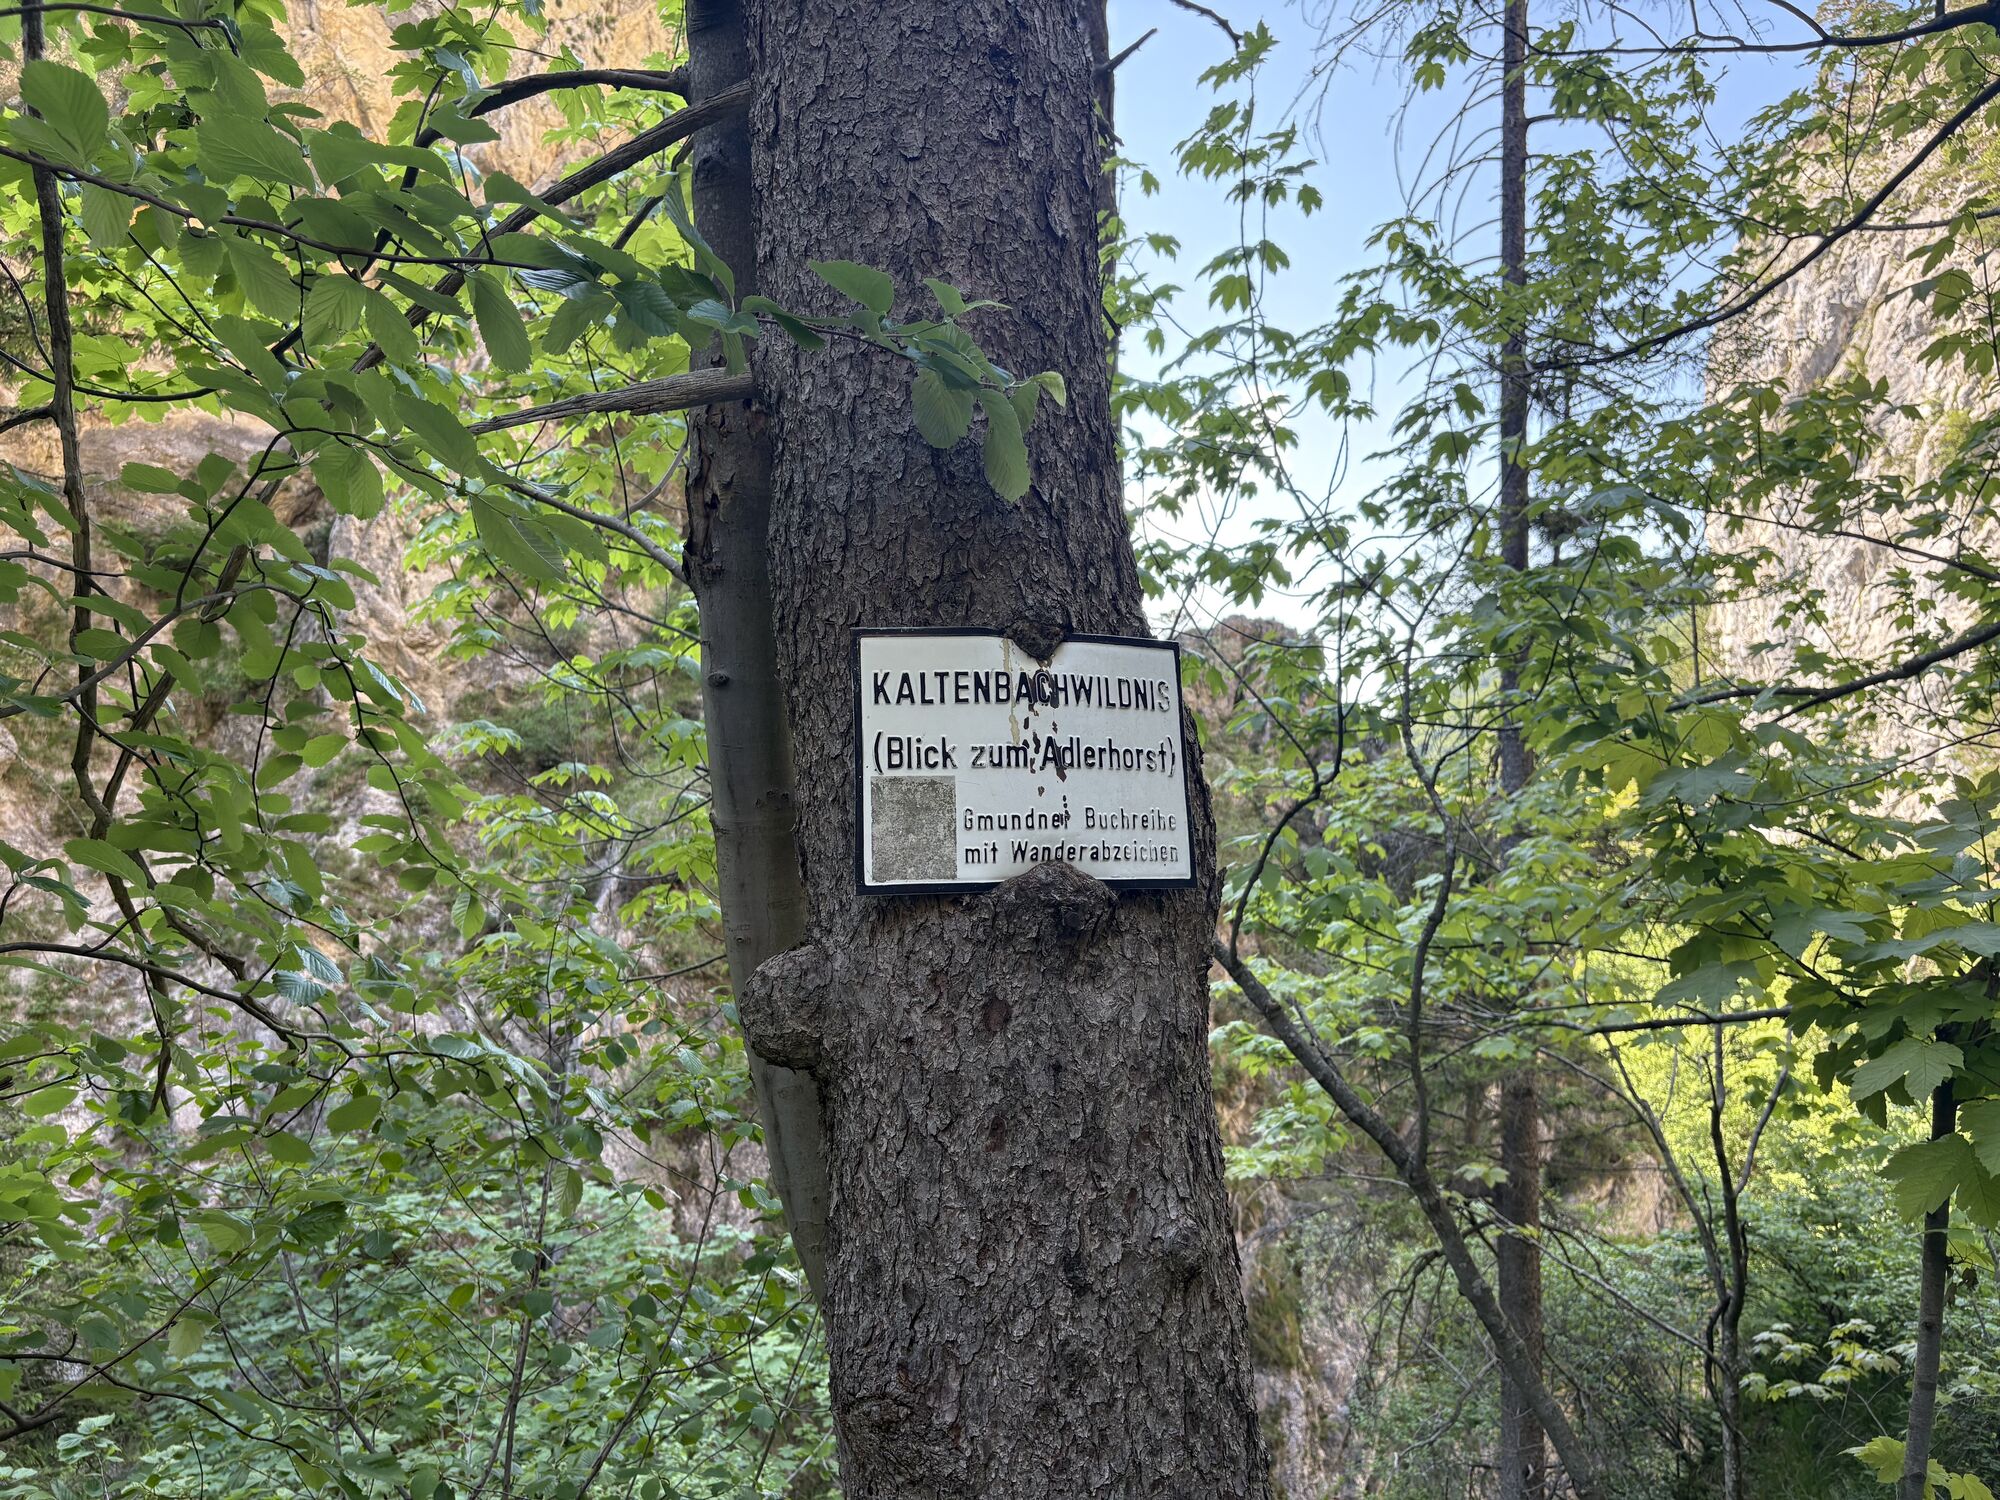 KALTENBACHWILDNIS
(Blick zum Adlerhorst)
Gmundner Buchreihe
mit Wanderabzeichen